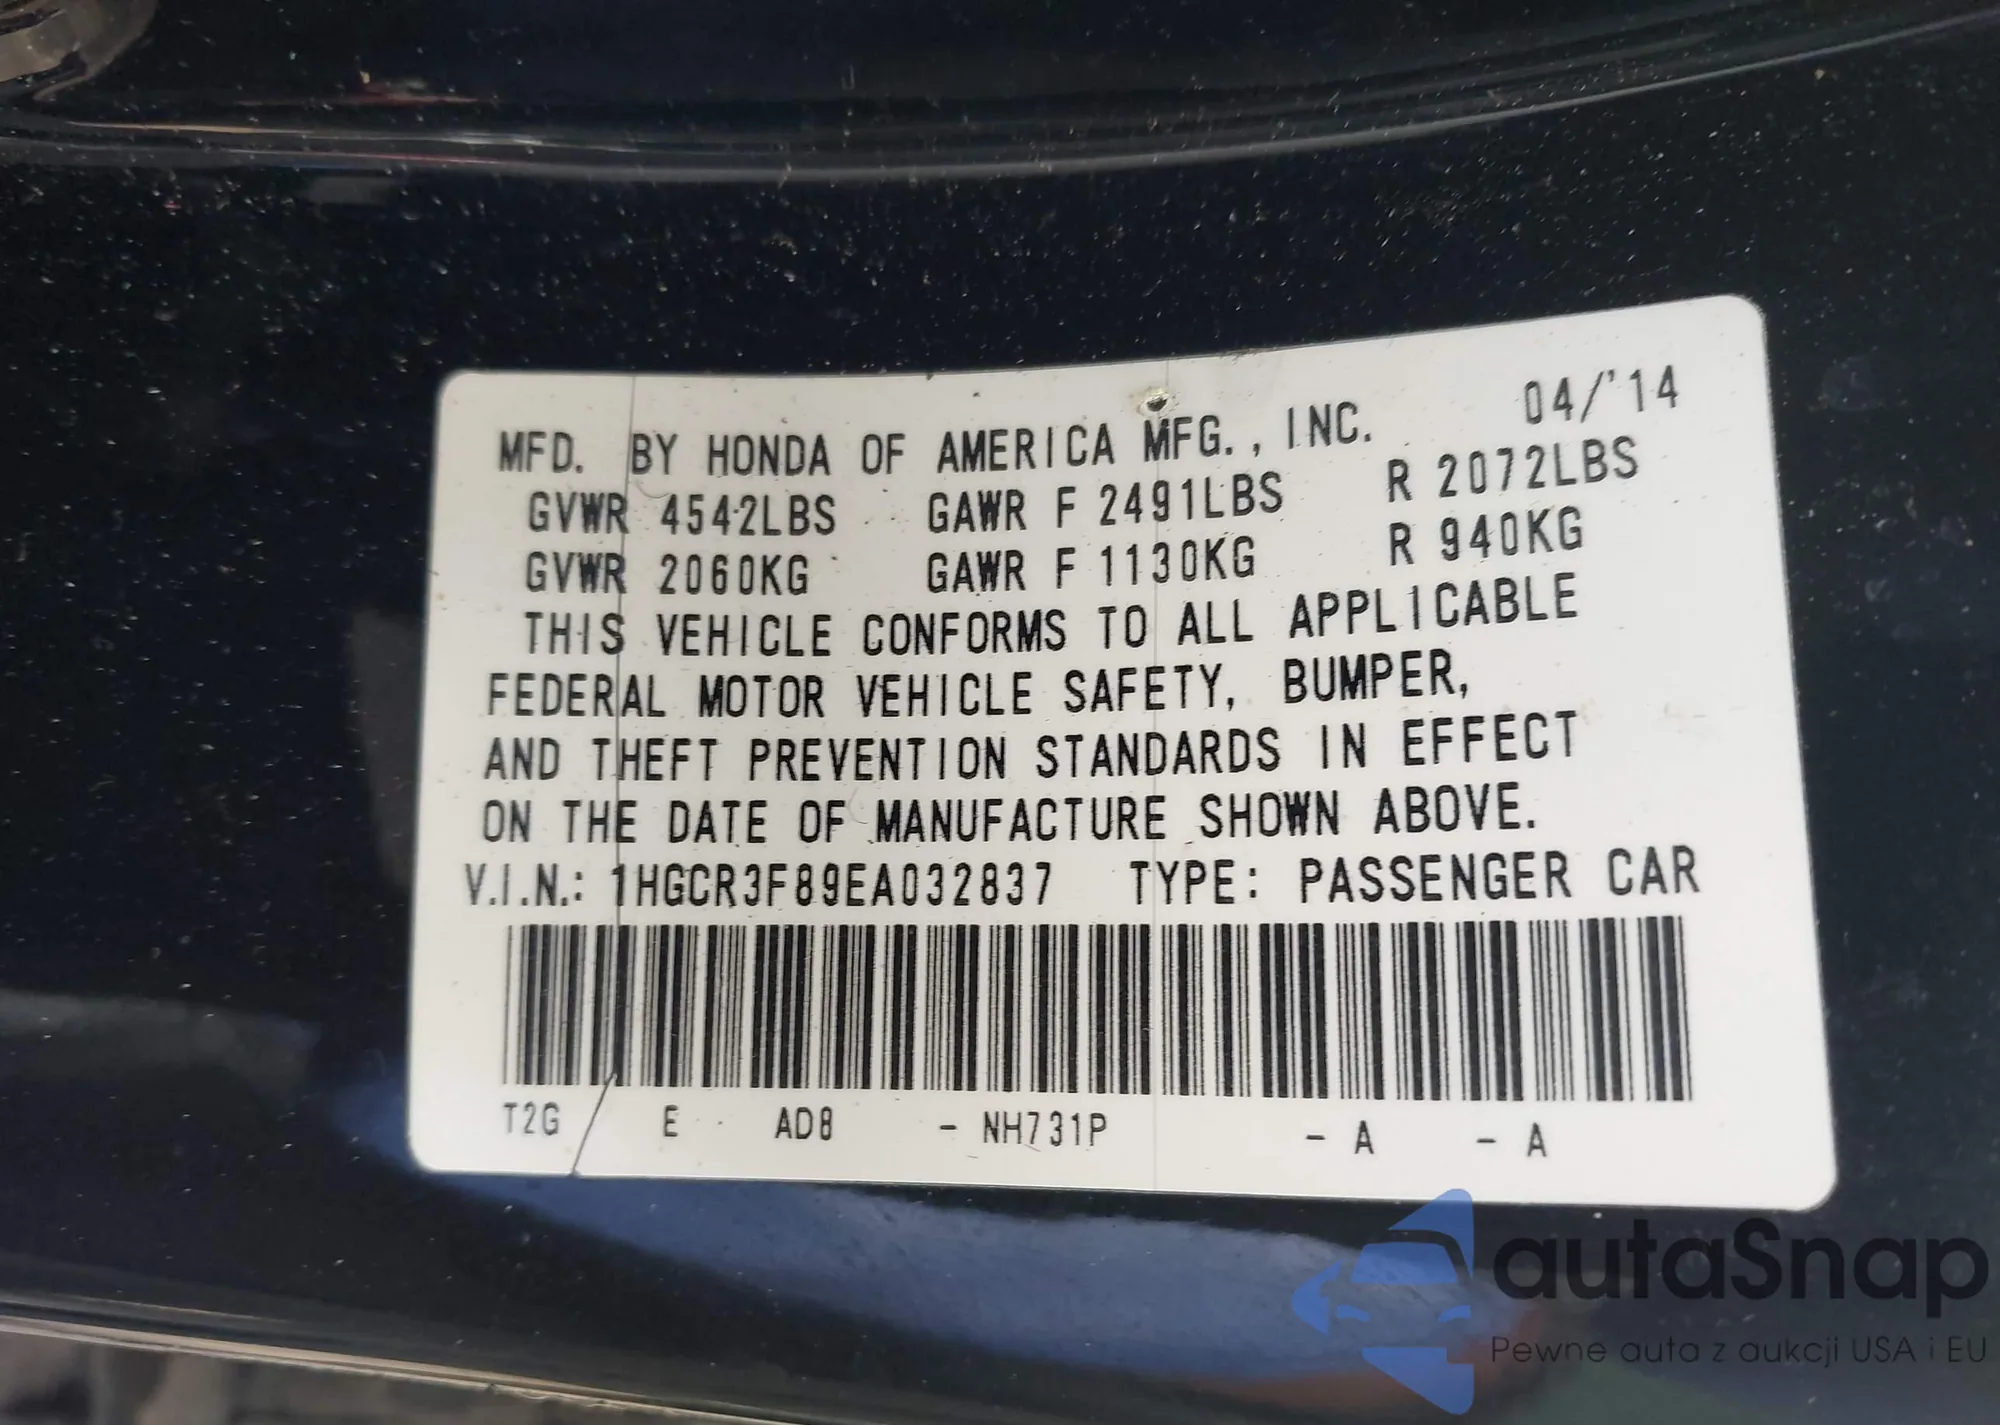 MFD. BY HONDA OF AMERICA MFG., INC. 04/'14
GVWR 4542LBS GAWR F 2491LBS R 2072LBS
GVWR 2060KG GAWR F 1130KG R 940KG
THIS VEHICLE CONFORMS TO ALL APPLICABLE
FEDERAL MOTOR VEHICLE SAFETY, BUMPER,
AND THEFT PREVENTION STANDARDS IN EFFECT
ON THE DATE OF MANUFACTURE SHOWN ABOVE.
V.I.N.: 1HGCR3F89EA032837 TYPE: PASSENGER CAR
T2G E AD8 - NH731P - A - A
autaSnap
Pewne auta z aukcji USA i EU